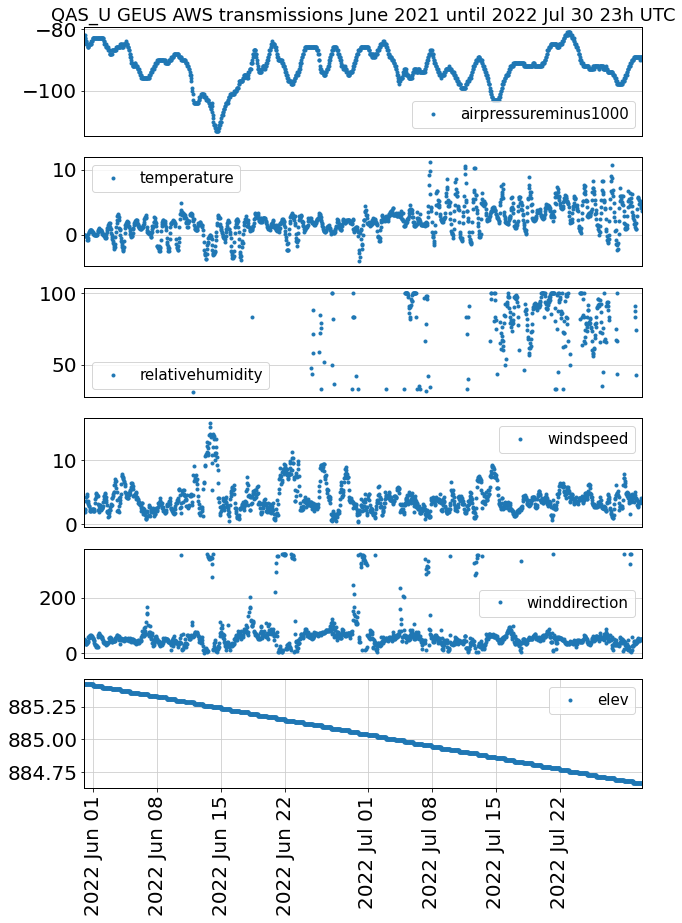 QAS_U GEUS AWS transmissions June 2021 until 2022 Jul 30 23h UTC
−80
−100
airpressureminus1000
10
0
temperature
100
50
relativehumidity
10
0
windspeed
200
0
winddirection
885.25
885.00
884.75
elev
2022 Jun 01
2022 Jun 08
2022 Jun 15
2022 Jun 22
2022 Jul 01
2022 Jul 08
2022 Jul 15
2022 Jul 22